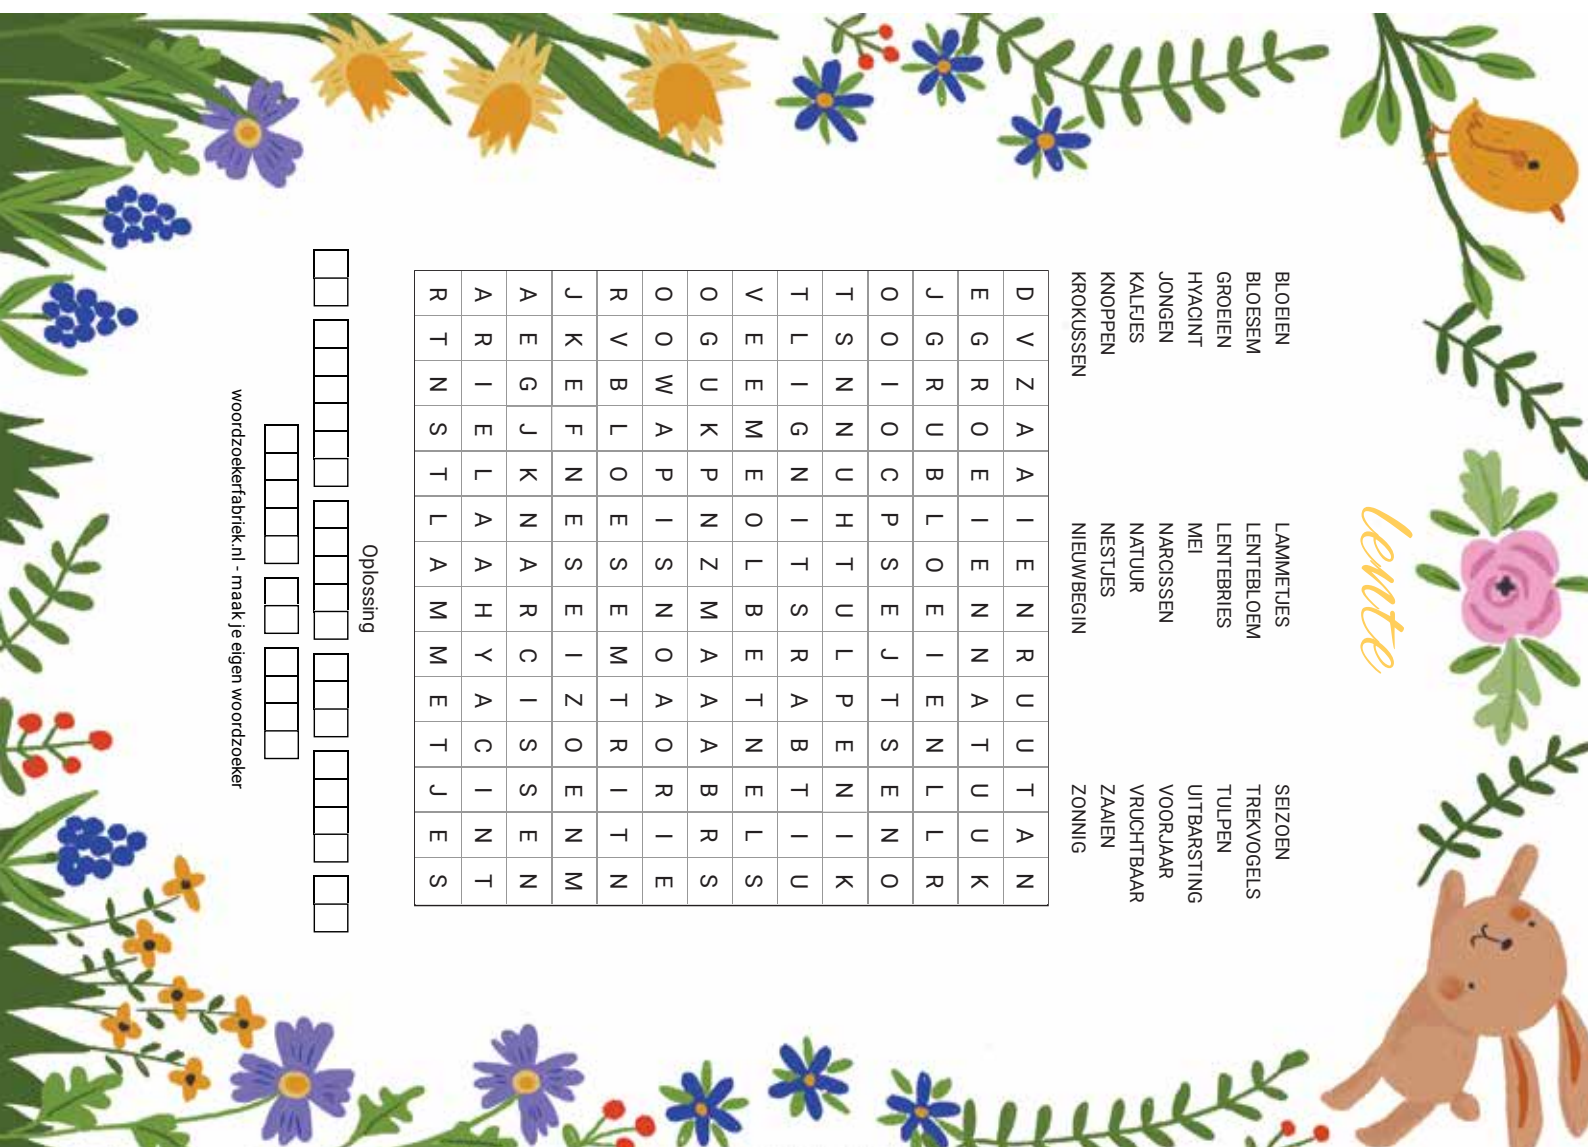 lente
BLOEIEN LAMMETJES SEIZOEN
BLOESEM LENTEBLOEM TREKVOGELS
GROEIEN LENTEBRIES TULPEN
HYACINT MEI UITBARSTING
JONGEN NARCISSEN VOORJAAR
KALFJES NATUUR VRUCHTBAAR
KNOPPEN NESTJES ZAAIEN
KROKUSSEN NIEUWBEGIN ZONNIG
D V Z A A I E N R U U T A N
E G R O E I E N N A T U U K
J G R U B L O E I E N L L R
O O I O C P S E J T S E N O
T S N N U H T U L P E N I K
T L I G N I T S R A B T I U
V E E M E O L B E T N E L S
O G U K P N Z M A A A B R S
O O W A P I S N O A O R I E
R V B L O E S E M T R I T N
J K E F N E S E I Z O E N M
A E G J K N A R C I S S E N
A R I E L A A H Y A C I N T
R T N S T L A M M E T J E S
Oplossing
woordzoekerfabriek.nl - maak je eigen woordzoeker